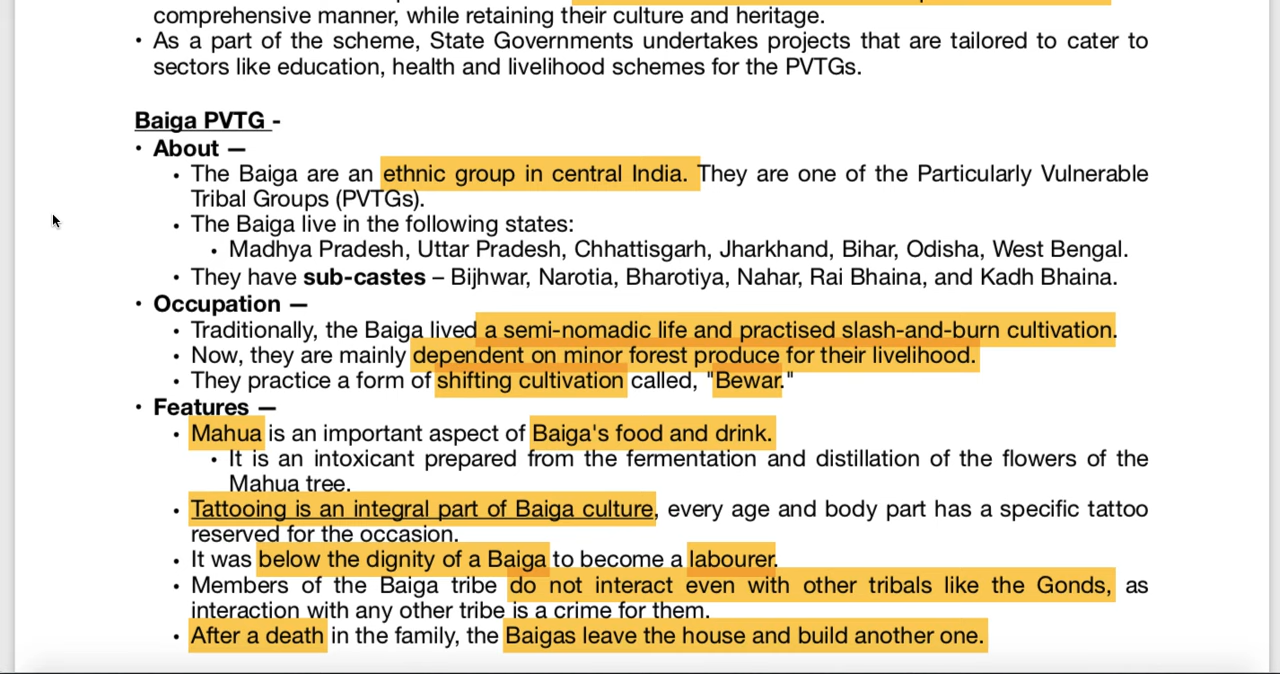 comprehensive manner, while retaining their culture and heritage.
• As a part of the scheme, State Governments undertakes projects that are tailored to cater to
sectors like education, health and livelihood schemes for the PVTGs.
Baiga PVTG -
• About —
• The Baiga are an ethnic group in central India. They are one of the Particularly Vulnerable
Tribal Groups (PVTGs).
• The Baiga live in the following states:
• Madhya Pradesh, Uttar Pradesh, Chhattisgarh, Jharkhand, Bihar, Odisha, West Bengal.
• They have sub-castes – Bijhwar, Narotia, Bharotiya, Nahar, Rai Bhaina, and Kadh Bhaina.
• Occupation —
• Traditionally, the Baiga lived a semi-nomadic life and practised slash-and-burn cultivation.
• Now, they are mainly dependent on minor forest produce for their livelihood.
• They practice a form of shifting cultivation called, "Bewar."
• Features —
• Mahua is an important aspect of Baiga's food and drink.
• It is an intoxicant prepared from the fermentation and distillation of the flowers of the
Mahua tree.
• Tattooing is an integral part of Baiga culture, every age and body part has a specific tattoo
reserved for the occasion.
• It was below the dignity of a Baiga to become a labourer.
• Members of the Baiga tribe do not interact even with other tribals like the Gonds, as
interaction with any other tribe is a crime for them.
• After a death in the family, the Baigas leave the house and build another one.